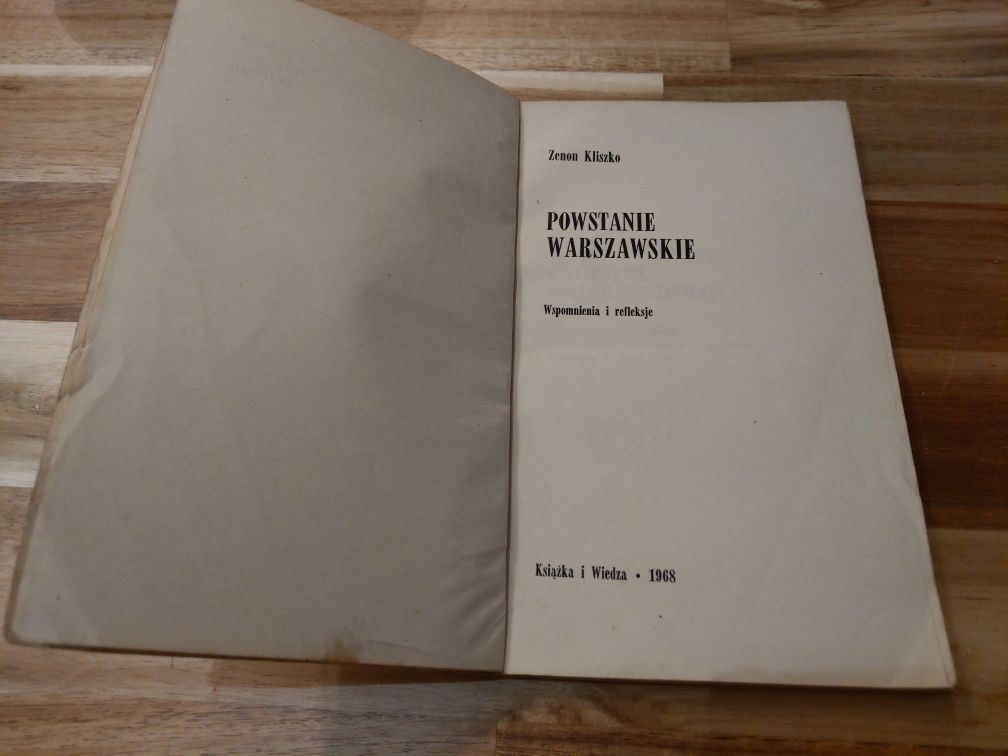 Zenon Kliszko
POWSTANIE
WARSZAWSKIE
Wspomnienia i refleksje
Książka i Wiedza • 1968